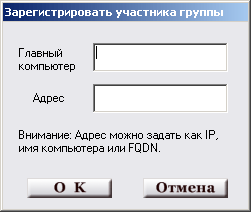 Зарегистрировать участника группы
Главный
компьютер
Адрес
Внимание: Адрес можно задать как IP,
имя компьютера или FQDN.
О К
Отмена